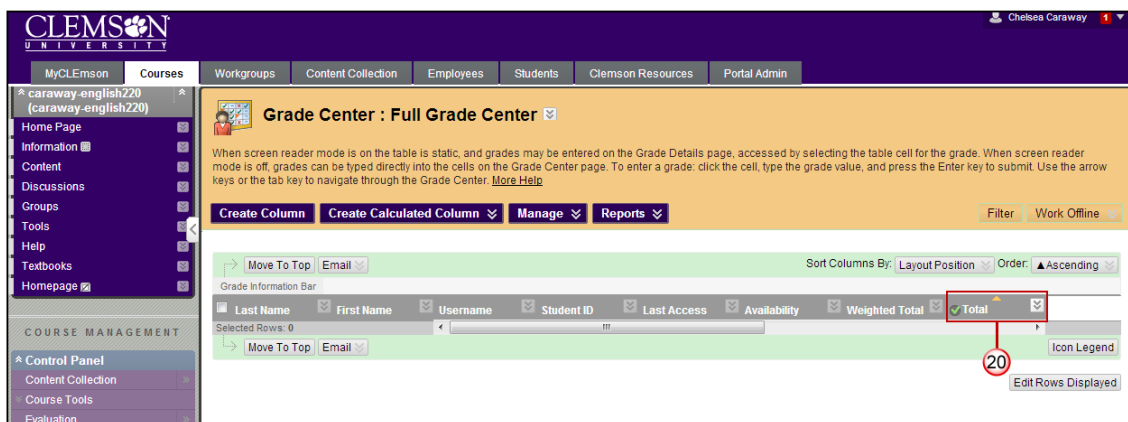 CLEMSON
UNIVERSITY
Chelsea Caraway 1
MyCLEmson Courses Workgroups Content Collection Employees Students Clemson Resources Portal Admin
caraway-english220
(caraway-english220)
Home Page
Information
Content
Discussions
Groups
Tools
Help
Textbooks
Homepage
COURSE MANAGEMENT
Control Panel
Content Collection
Course Tools
Evaluation
Grade Center : Full Grade Center
When screen reader mode is on the table is static, and grades may be entered on the Grade Details page, accessed by selecting the table cell for the grade. When screen reader
mode is off, grades can be typed directly into the cells on the Grade Center page. To enter a grade: click the cell, type the grade value, and press the Enter key to submit. Use the arrow
keys or the tab key to navigate through the Grade Center. More Help
Create Column Create Calculated Column Manage Reports Filter Work Offline
Move To Top Email Sort Columns By: Layout Position Order: ▲Ascending
Grade Information Bar
Last Name First Name Username Student ID Last Access Availability Weighted Total Total
Selected Rows: 0
Move To Top Email Icon Legend
20
Edit Rows Displayed